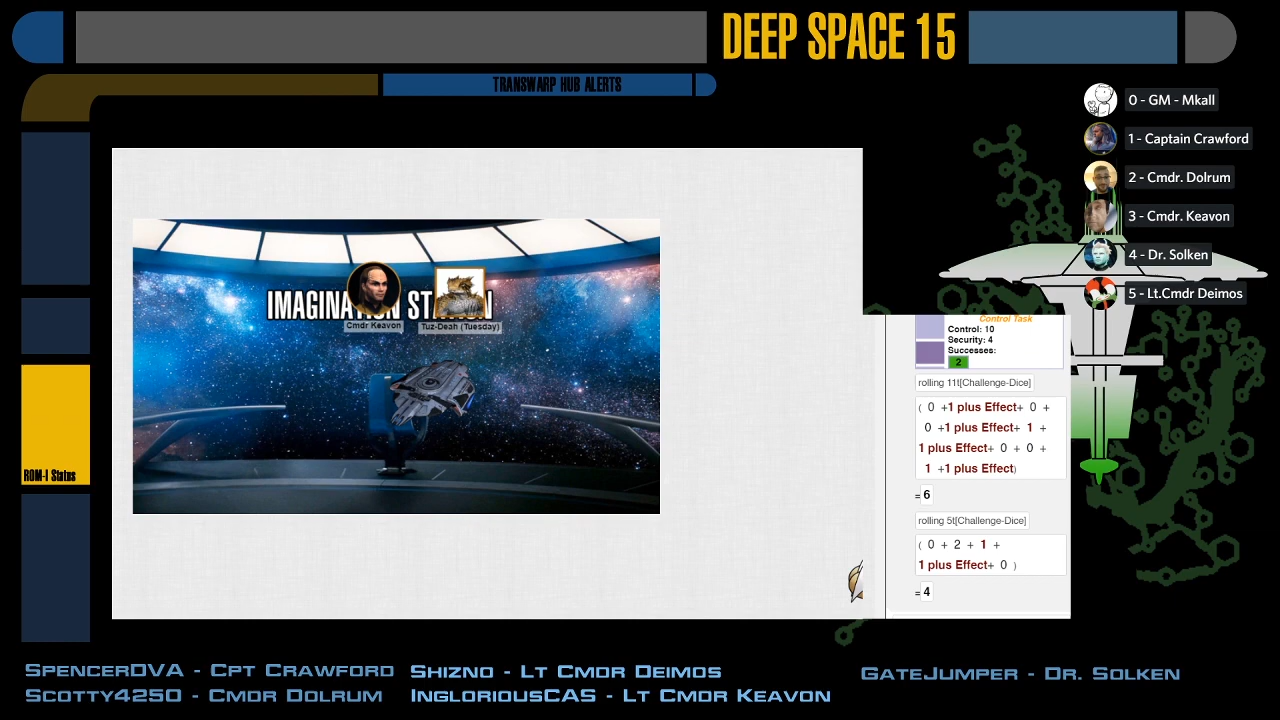 DEEP SPACE 15
TRANSWARP HUB ALERTS
0 - GM - Mkall
1 - Captain Crawford
2 - Cmdr. Dolrum
3 - Cmdr. Keavon
4 - Dr. Solken
5 - Lt.Cmdr Deimos
IMAGINATION STATION
Cmdr Keavon
Tuz-Deah (Tuesday)
Control Task
Control: 10
Security: 4
Successes:
2
rolling 11t[Challenge-Dice]
( 0 +1 plus Effect+ 0 +
0 +1 plus Effect+ 1 +
1 plus Effect+ 0 + 0 +
1 +1 plus Effect)
=6
rolling 5t[Challenge-Dice]
( 0 + 2 + 1 +
1 plus Effect+ 0 )
=4
ROM-I Status
SpencerDVA - Cpt Crawford
Shizno - Lt Cmdr Deimos
GateJumper - Dr. Solken
Scotty4250 - Cmdr Dolrum
IngloriousCAS - Lt Cmdr Keavon